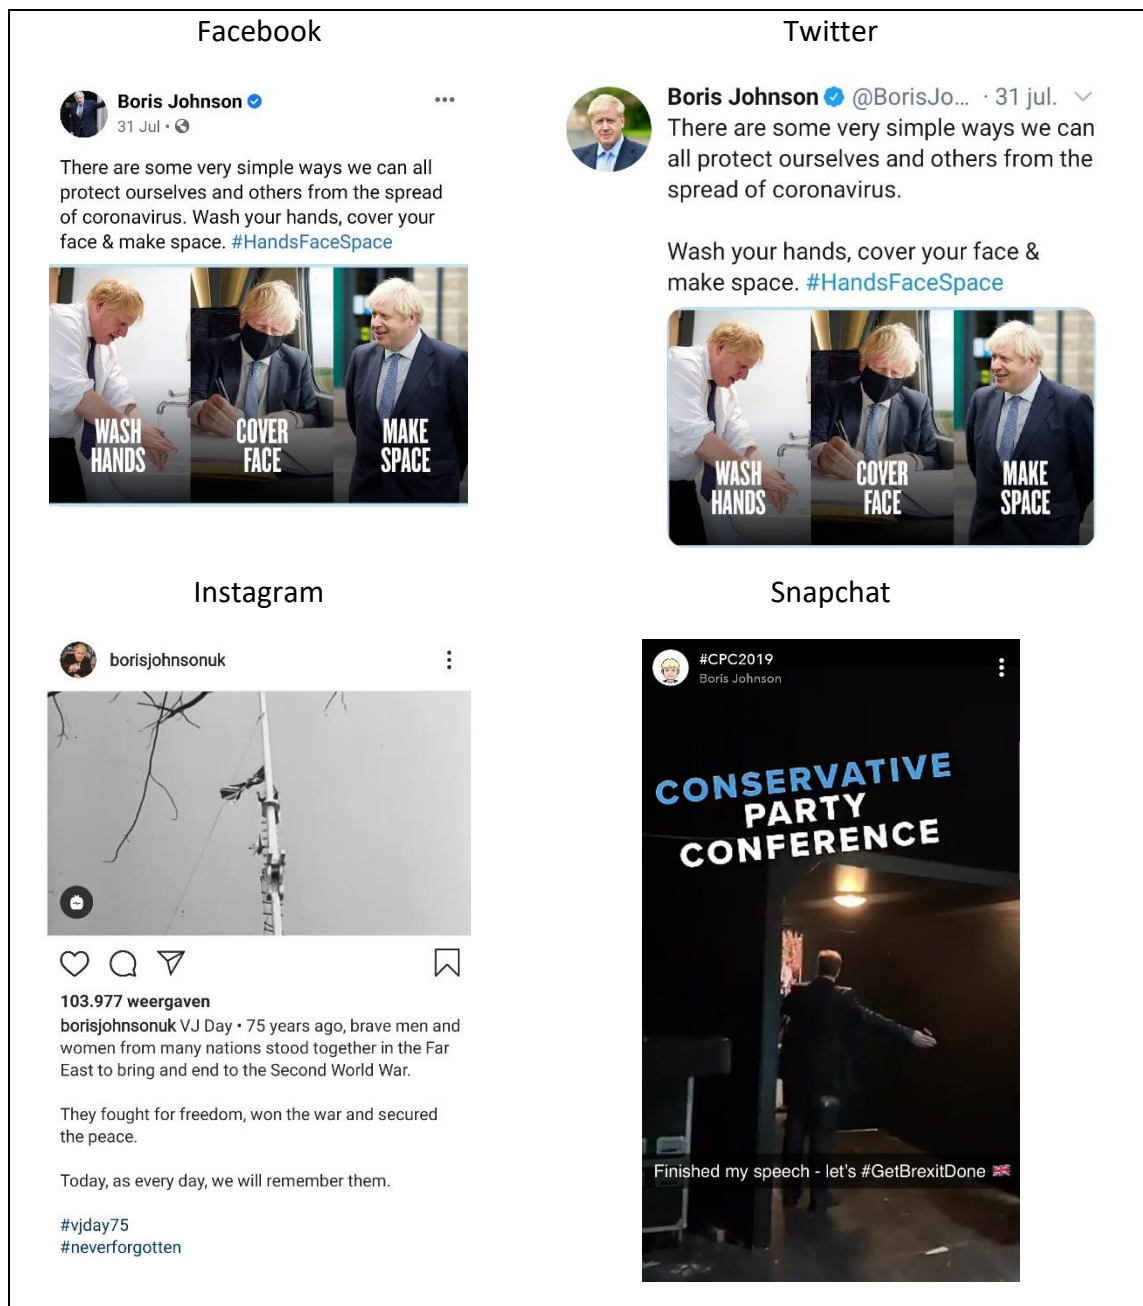 Facebook
Boris Johnson
31 Jul •
There are some very simple ways we can all
protect ourselves and others from the spread
of coronavirus. Wash your hands, cover your
face & make space. #HandsFaceSpace
WASH
HANDS
COVER
FACE
MAKE
SPACE
Twitter
Boris Johnson @BorisJo... · 31 jul.
There are some very simple ways we can
all protect ourselves and others from the
spread of coronavirus.
Wash your hands, cover your face &
make space. #HandsFaceSpace
WASH
HANDS
COVER
FACE
MAKE
SPACE
Instagram
borisjohnsonuk
103.977 weergaven
borisjohnsonuk VJ Day • 75 years ago, brave men and
women from many nations stood together in the Far
East to bring and end to the Second World War.
They fought for freedom, won the war and secured
the peace.
Today, as every day, we will remember them.
#vjday75
#neverforgotten
Snapchat
#CPC2019
Boris Johnson
CONSERVATIVE
PARTY
CONFERENCE
Finished my speech - let's #GetBrexitDone 🇬🇧